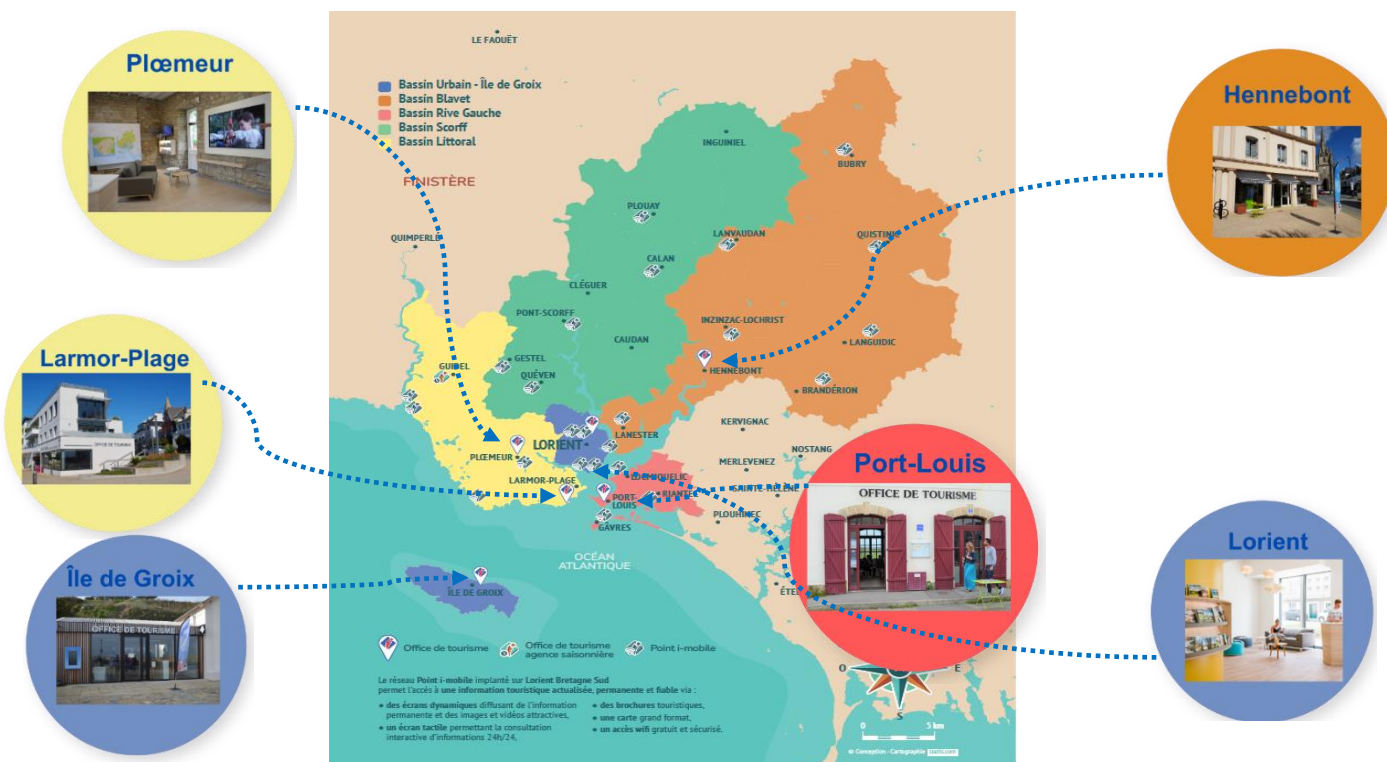 Plœmeur
Hennebont
Larmor-Plage
Île de Groix
OFFICE DE TOURISME
Port-Louis
OFFICE DE TOURISME
Lorient
LE FAOUËT
Bassin Urbain - Île de Groix
Bassin Blavet
Bassin Rive Gauche
Bassin Scorff
Bassin Littoral
FINISTÈRE
INGUINIEL
BUBRY
PLOUAY
QUIMPERLÉ
LANVAUDAN
QUISTINIC
CALAN
CLÉGUER
PONT-SCORFF
INZINZAC-LOCHRIST
CAUDAN
LANGUIDIC
GESTEL
GUIDEL
QUÉVEN
HENNEBONT
BRANDÉRION
LANESTER
KERVIGNAC
LORIENT
PLŒMEUR
NOSTANG
MERLEVENEZ
LARMOR-PLAGE
LOCMIQUELIC
RIANTEC
SAINTE-HÉLÈNE
PORT-
LOUIS
PLOUHINEC
GÂVRES
OCÉAN
ATLANTIQUE
ÎLE DE GROIX
ÉTEL
Office de tourisme
Office de tourisme
agence saisonnière
Point i-mobile
Le réseau Point i-mobile implanté sur Lorient Bretagne Sud
permet l'accès à une information touristique actualisée, permanente et fiable via :
• des écrans dynamiques diffusant de l'information
permanente et des images et vidéos attractives,
• un écran tactile permettant la consultation
interactive d'informations 24h/24,
• des brochures touristiques,
• une carte grand format,
• un accès wifi gratuit et sécurisé.
O
E
S
0 5 km
© Conception - Cartographie